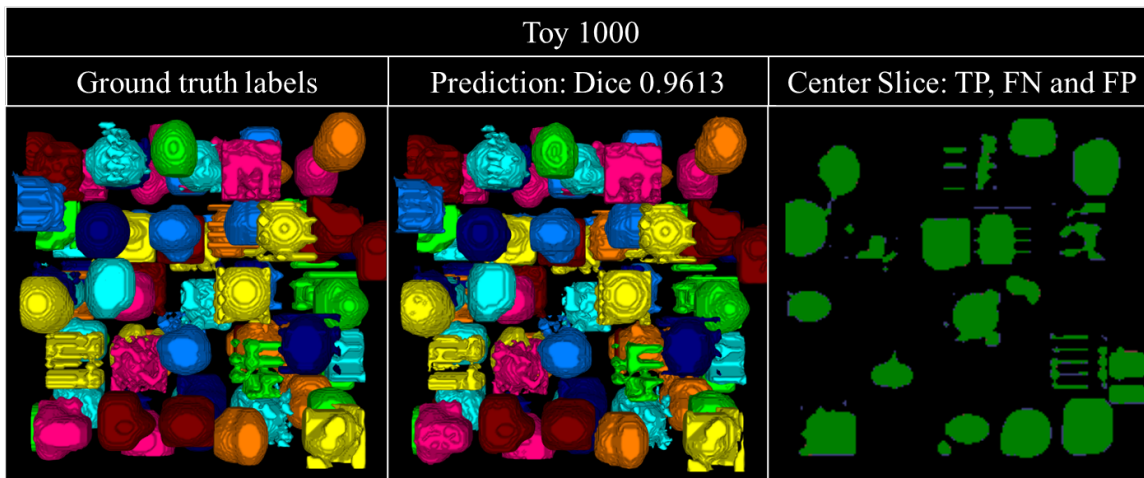 Toy 1000
Ground truth labels
Prediction: Dice 0.9613
Center Slice: TP, FN and FP